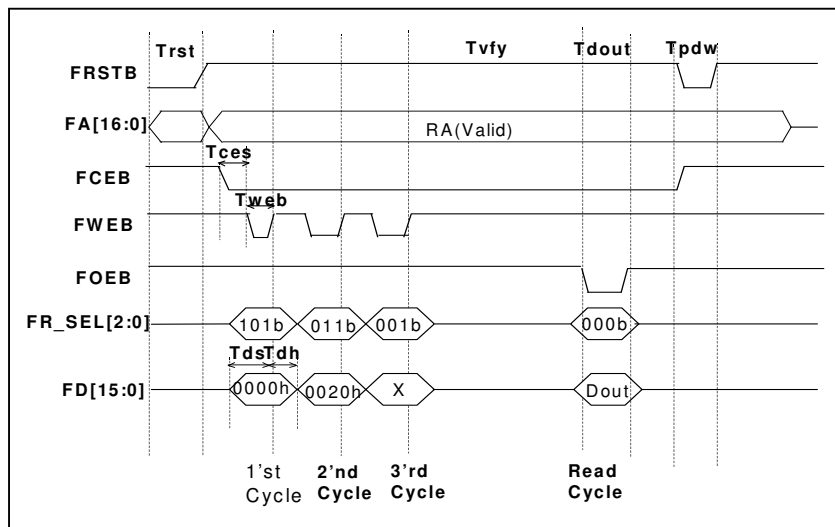 Trst Tvfy Tdout Tpdw
FRSTB
FA[16:0] RA(Valid)
Tces
FCEB
Tweb
FWEB
FOEB
FR_SEL[2:0] 101b 011b 001b 000b
Tds Tdh
FD[15:0] 0000h 0020h X Dout
1'st 2'nd 3'rd Read
Cycle Cycle Cycle Cycle